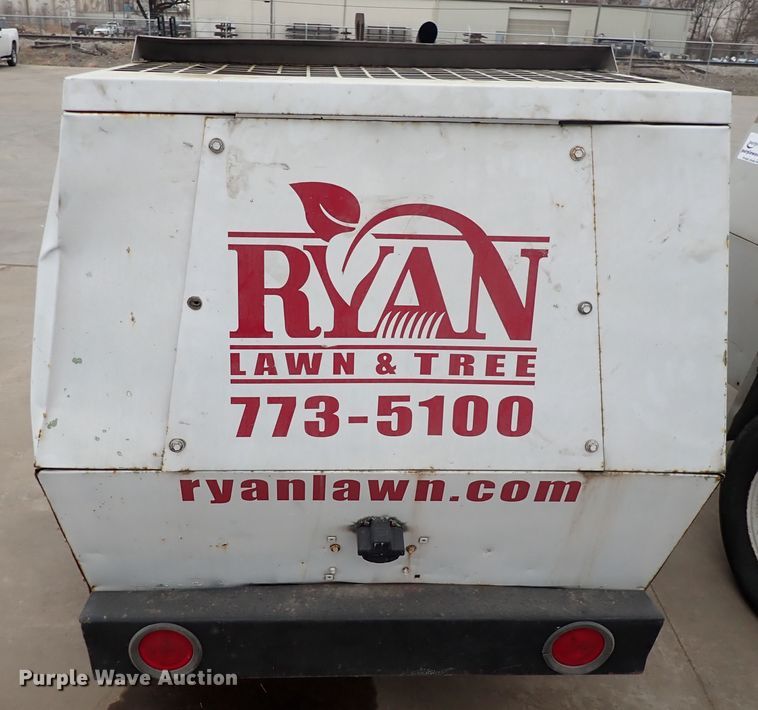 RYAN
LAWN & TREE
773-5100
ryanlawn.com
Purple Wave Auction